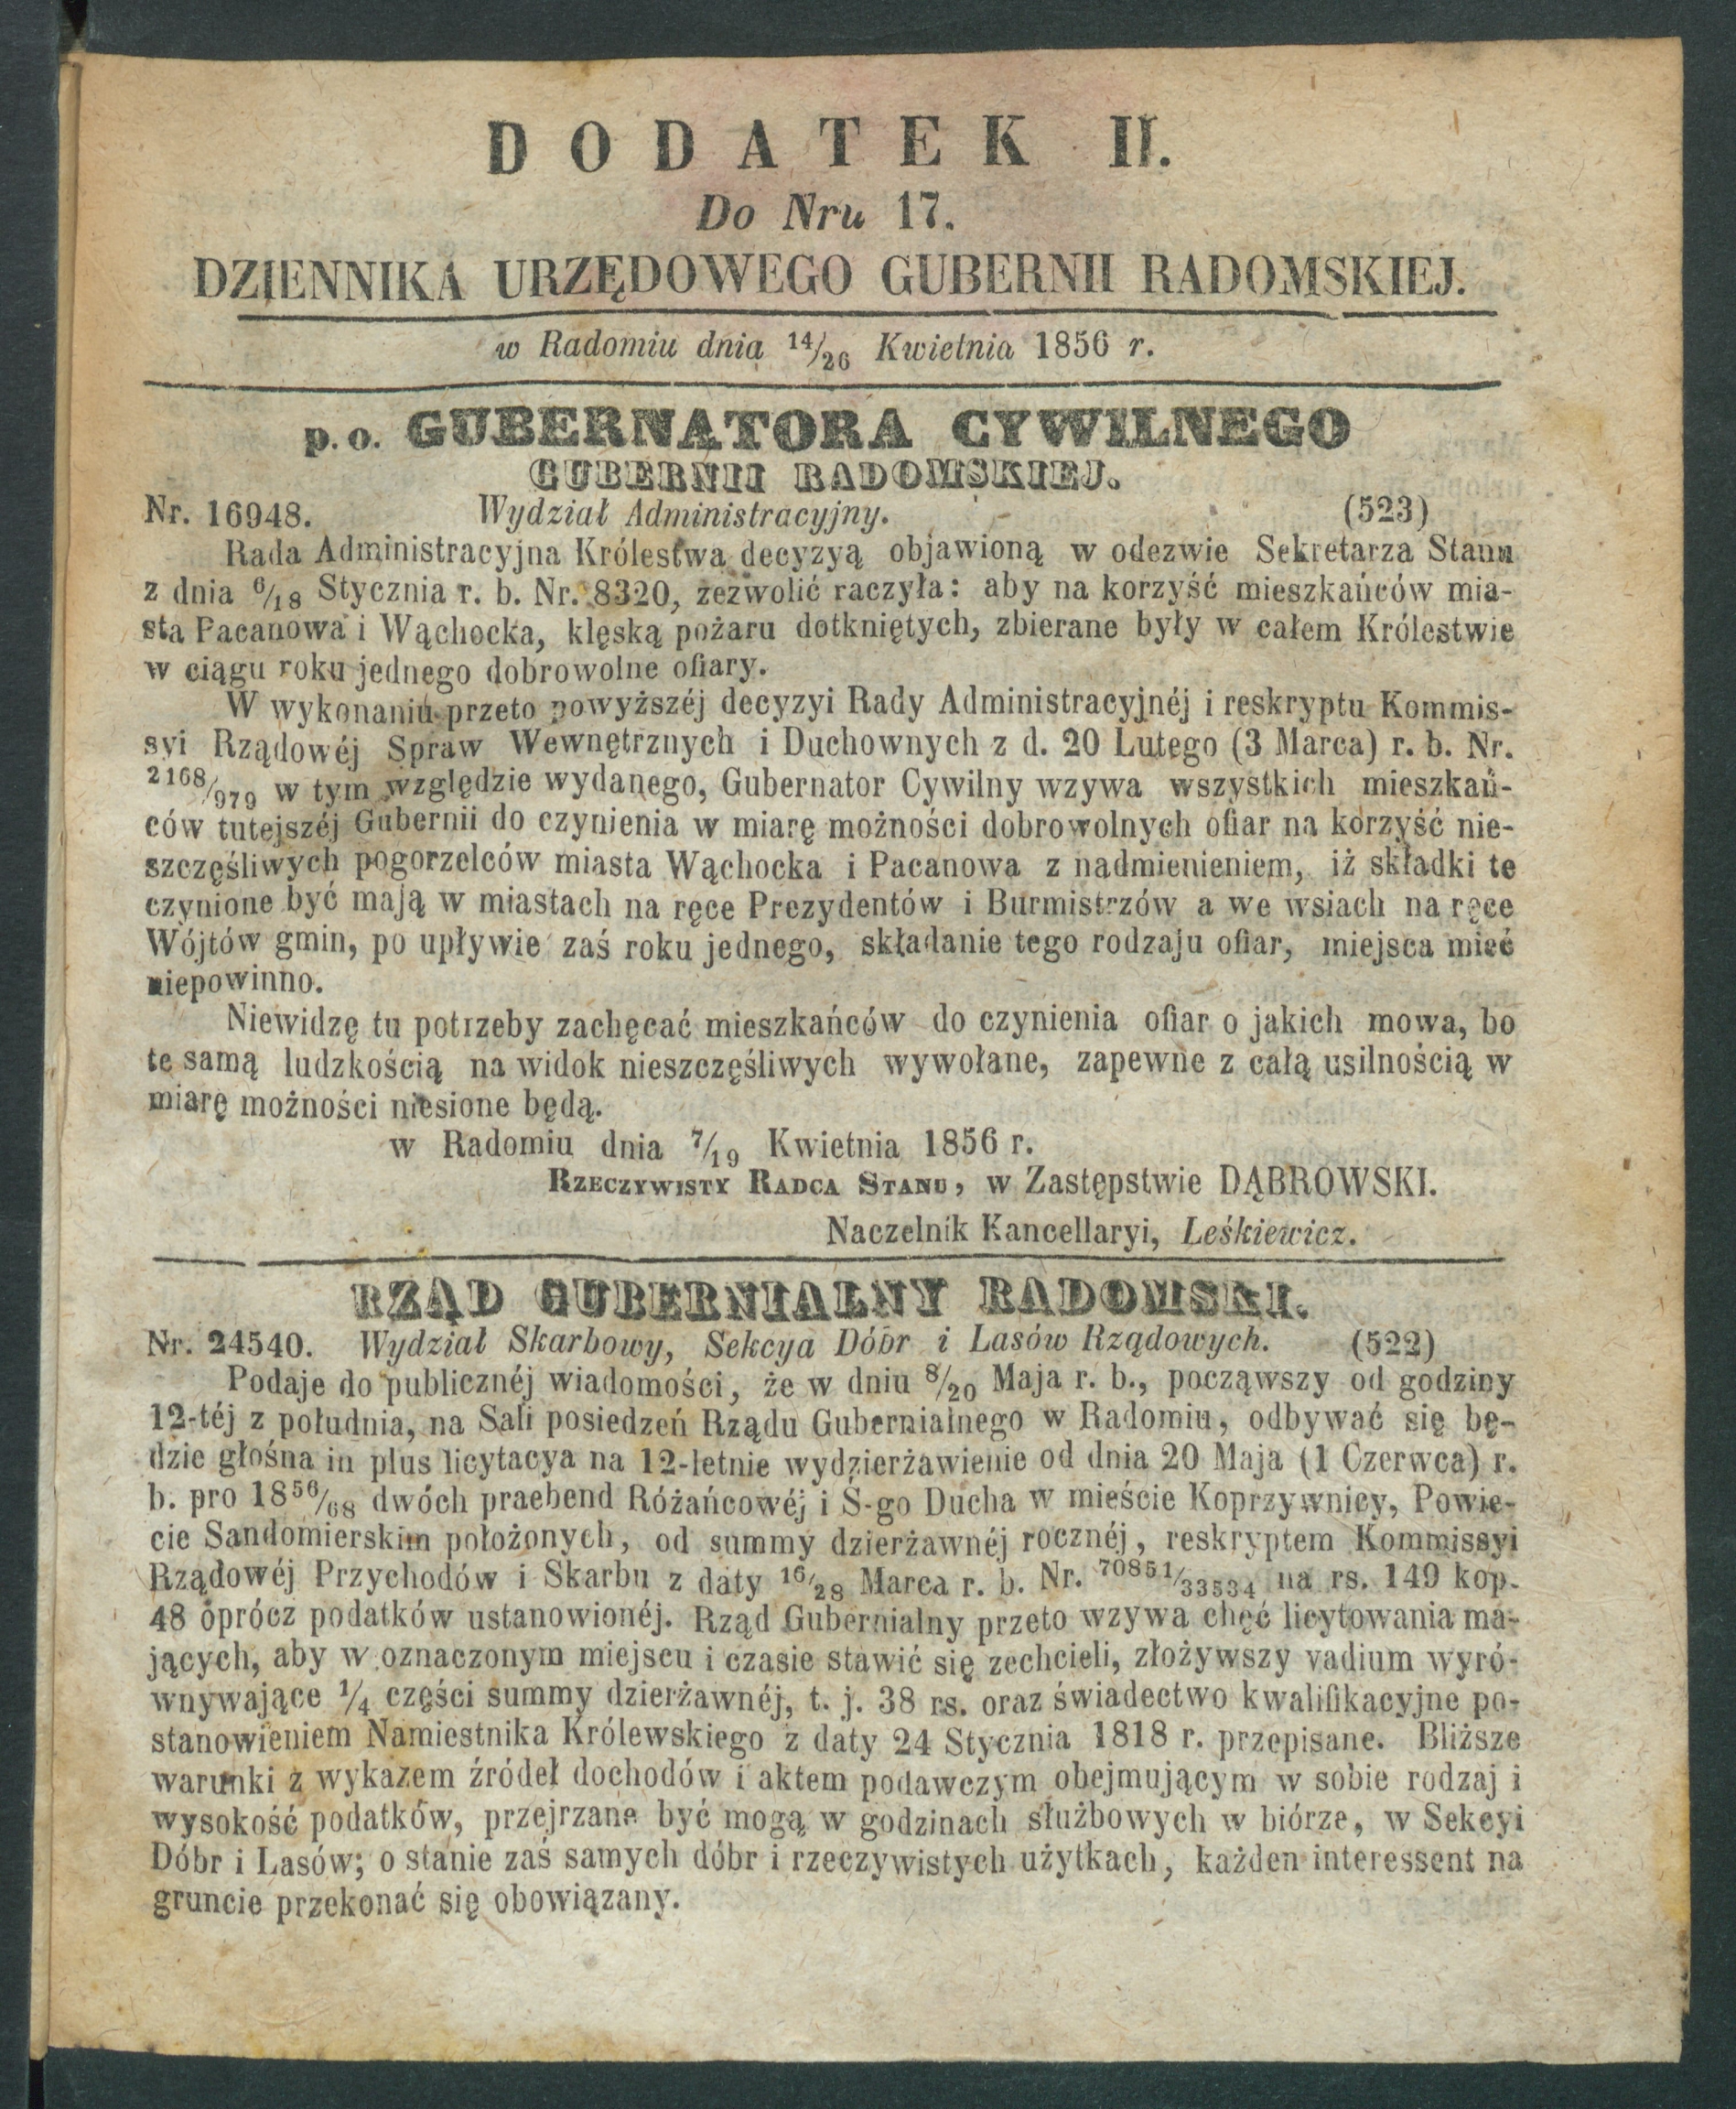 DODATEK II.
Do Nru 17.
DZIENNIKA URZĘDOWEGO GUBERNII RADOMSKIEJ.
w Radomiu dnia 14/26 Kwietnia 1856 r.
p. o. GUBERNATORA CYWILNEGO
GUBERNII RADOMSKIEJ.
Nr. 16948. Wydział Administracyjny. (523)
Rada Administracyjna Królestwa decyzyą objawioną w odezwie Sekretarza Stanu
z dnia 6/18 Stycznia r. b. Nr. 8320, zezwolić raczyła: aby na korzyść mieszkańców mia-
sta Pacanowa i Wąchocka, klęską pożaru dotkniętych, zbierane były w całem Królestwie
w ciągu roku jednego dobrowolne ofiary.
W wykonaniu przeto powyższéj decyzyi Rady Administracyjnéj i reskryptu Kommis-
syi Rządowéj Spraw Wewnętrznych i Duchownych z d. 20 Lutego (3 Marca) r. b. Nr.
2168/979 w tym względzie wydanego, Gubernator Cywilny wzywa wszystkich mieszkań-
ców tutejszéj Gubernii do czynienia w miarę możności dobrowolnych ofiar na korzyść nie-
szczęśliwych pogorzelców miasta Wąchocka i Pacanowa z nadmienieniem, iż składki te
czynione być mają w miastach na ręce Prezydentów i Burmistrzów a we wsiach na ręce
Wójtów gmin, po upływie zaś roku jednego, składanie tego rodzaju ofiar, miejsca mieć
niepowinno.
Niewidzę tu potrzeby zachęcać mieszkańców do czynienia ofiar o jakich mowa, bo
te samą ludzkością na widok nieszczęśliwych wywołane, zapewne z całą usilnością w
miarę możności niesione będą.
w Radomiu dnia 7/19 Kwietnia 1856 r.
RZECZYWISTY RADCA STANU, w Zastępstwie DĄBROWSKI.
Naczelnik Kancellaryi, Leśkiewicz.
RZĄD GUBERNIALNY RADOMSKI.
Nr. 24540. Wydział Skarbowy, Sekcya Dóbr i Lasów Rządowych. (522)
Podaje do publicznéj wiadomości, że w dniu 8/20 Maja r. b., począwszy od godziny
12-téj z południa, na Sali posiedzeń Rządu Gubernialnego w Radomiu, odbywać się bę-
dzie głośna in plus licytacya na 12-letnie wydzierżawienie od dnia 20 Maja (1 Czerwca) r.
b. pro 1856/68 dwóch praebend Różańcowéj i S-go Ducha w mieście Koprzywnicy, Powie-
cie Sandomierskim położonych, od summy dzierżawnéj rocznéj, reskryptem Kommissyi
Rządowéj Przychodów i Skarbu z daty 16/28 Marca r. b. Nr. 70851/33534 na rs. 149 kop.
48 oprócz podatków ustanowionéj. Rząd Gubernialny przeto wzywa chęć licytowania ma-
jących, aby w oznaczonym miejscu i czasie stawić się zechcieli, złożywszy vadium wyró-
wnywające 1/4 części summy dzierżawnéj, t. j. 38 rs. oraz świadectwo kwalifikacyjne po-
stanowieniem Namiestnika Królewskiego z daty 24 Stycznia 1818 r. przepisane. Bliższe
warunki z wykazem źródeł dochodów i aktem podawczym obejmującym w sobie rodzaj i
wysokość podatków, przejrzane być mogą w godzinach służbowych w biórze, w Sekcyi
Dóbr i Lasów; o stanie zaś samych dóbr i rzeczywistych użytkach, każden interessent na
gruncie przekonać się obowiązany.